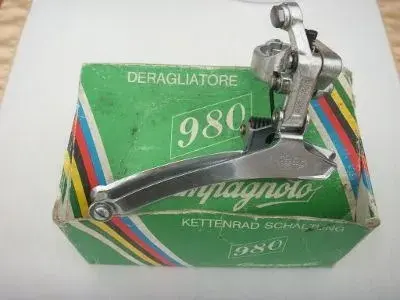 DERAGLIATORE
980
Campagnolo
KETTENRAD SCHALTUNG
980